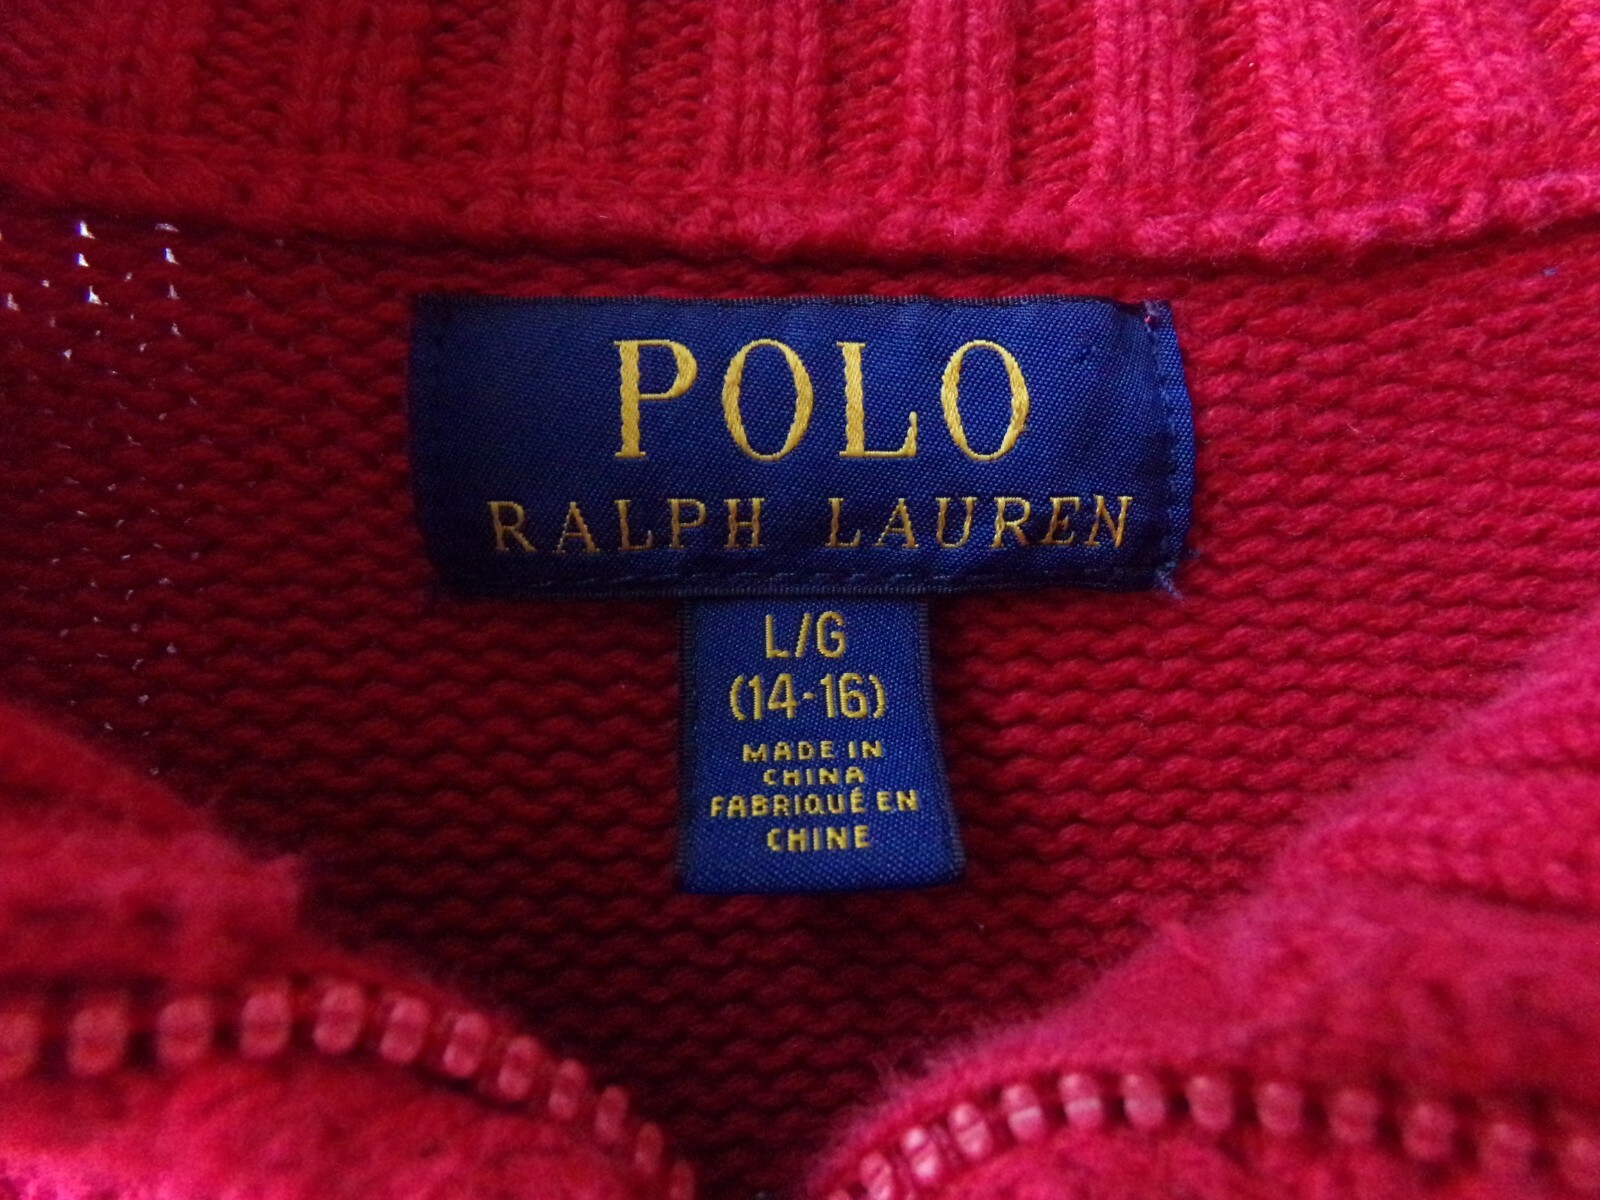 POLO
RALPH LAUREN
L/G
(14-16)
MADE IN
CHINA
FABRIQUÉ EN
CHINE